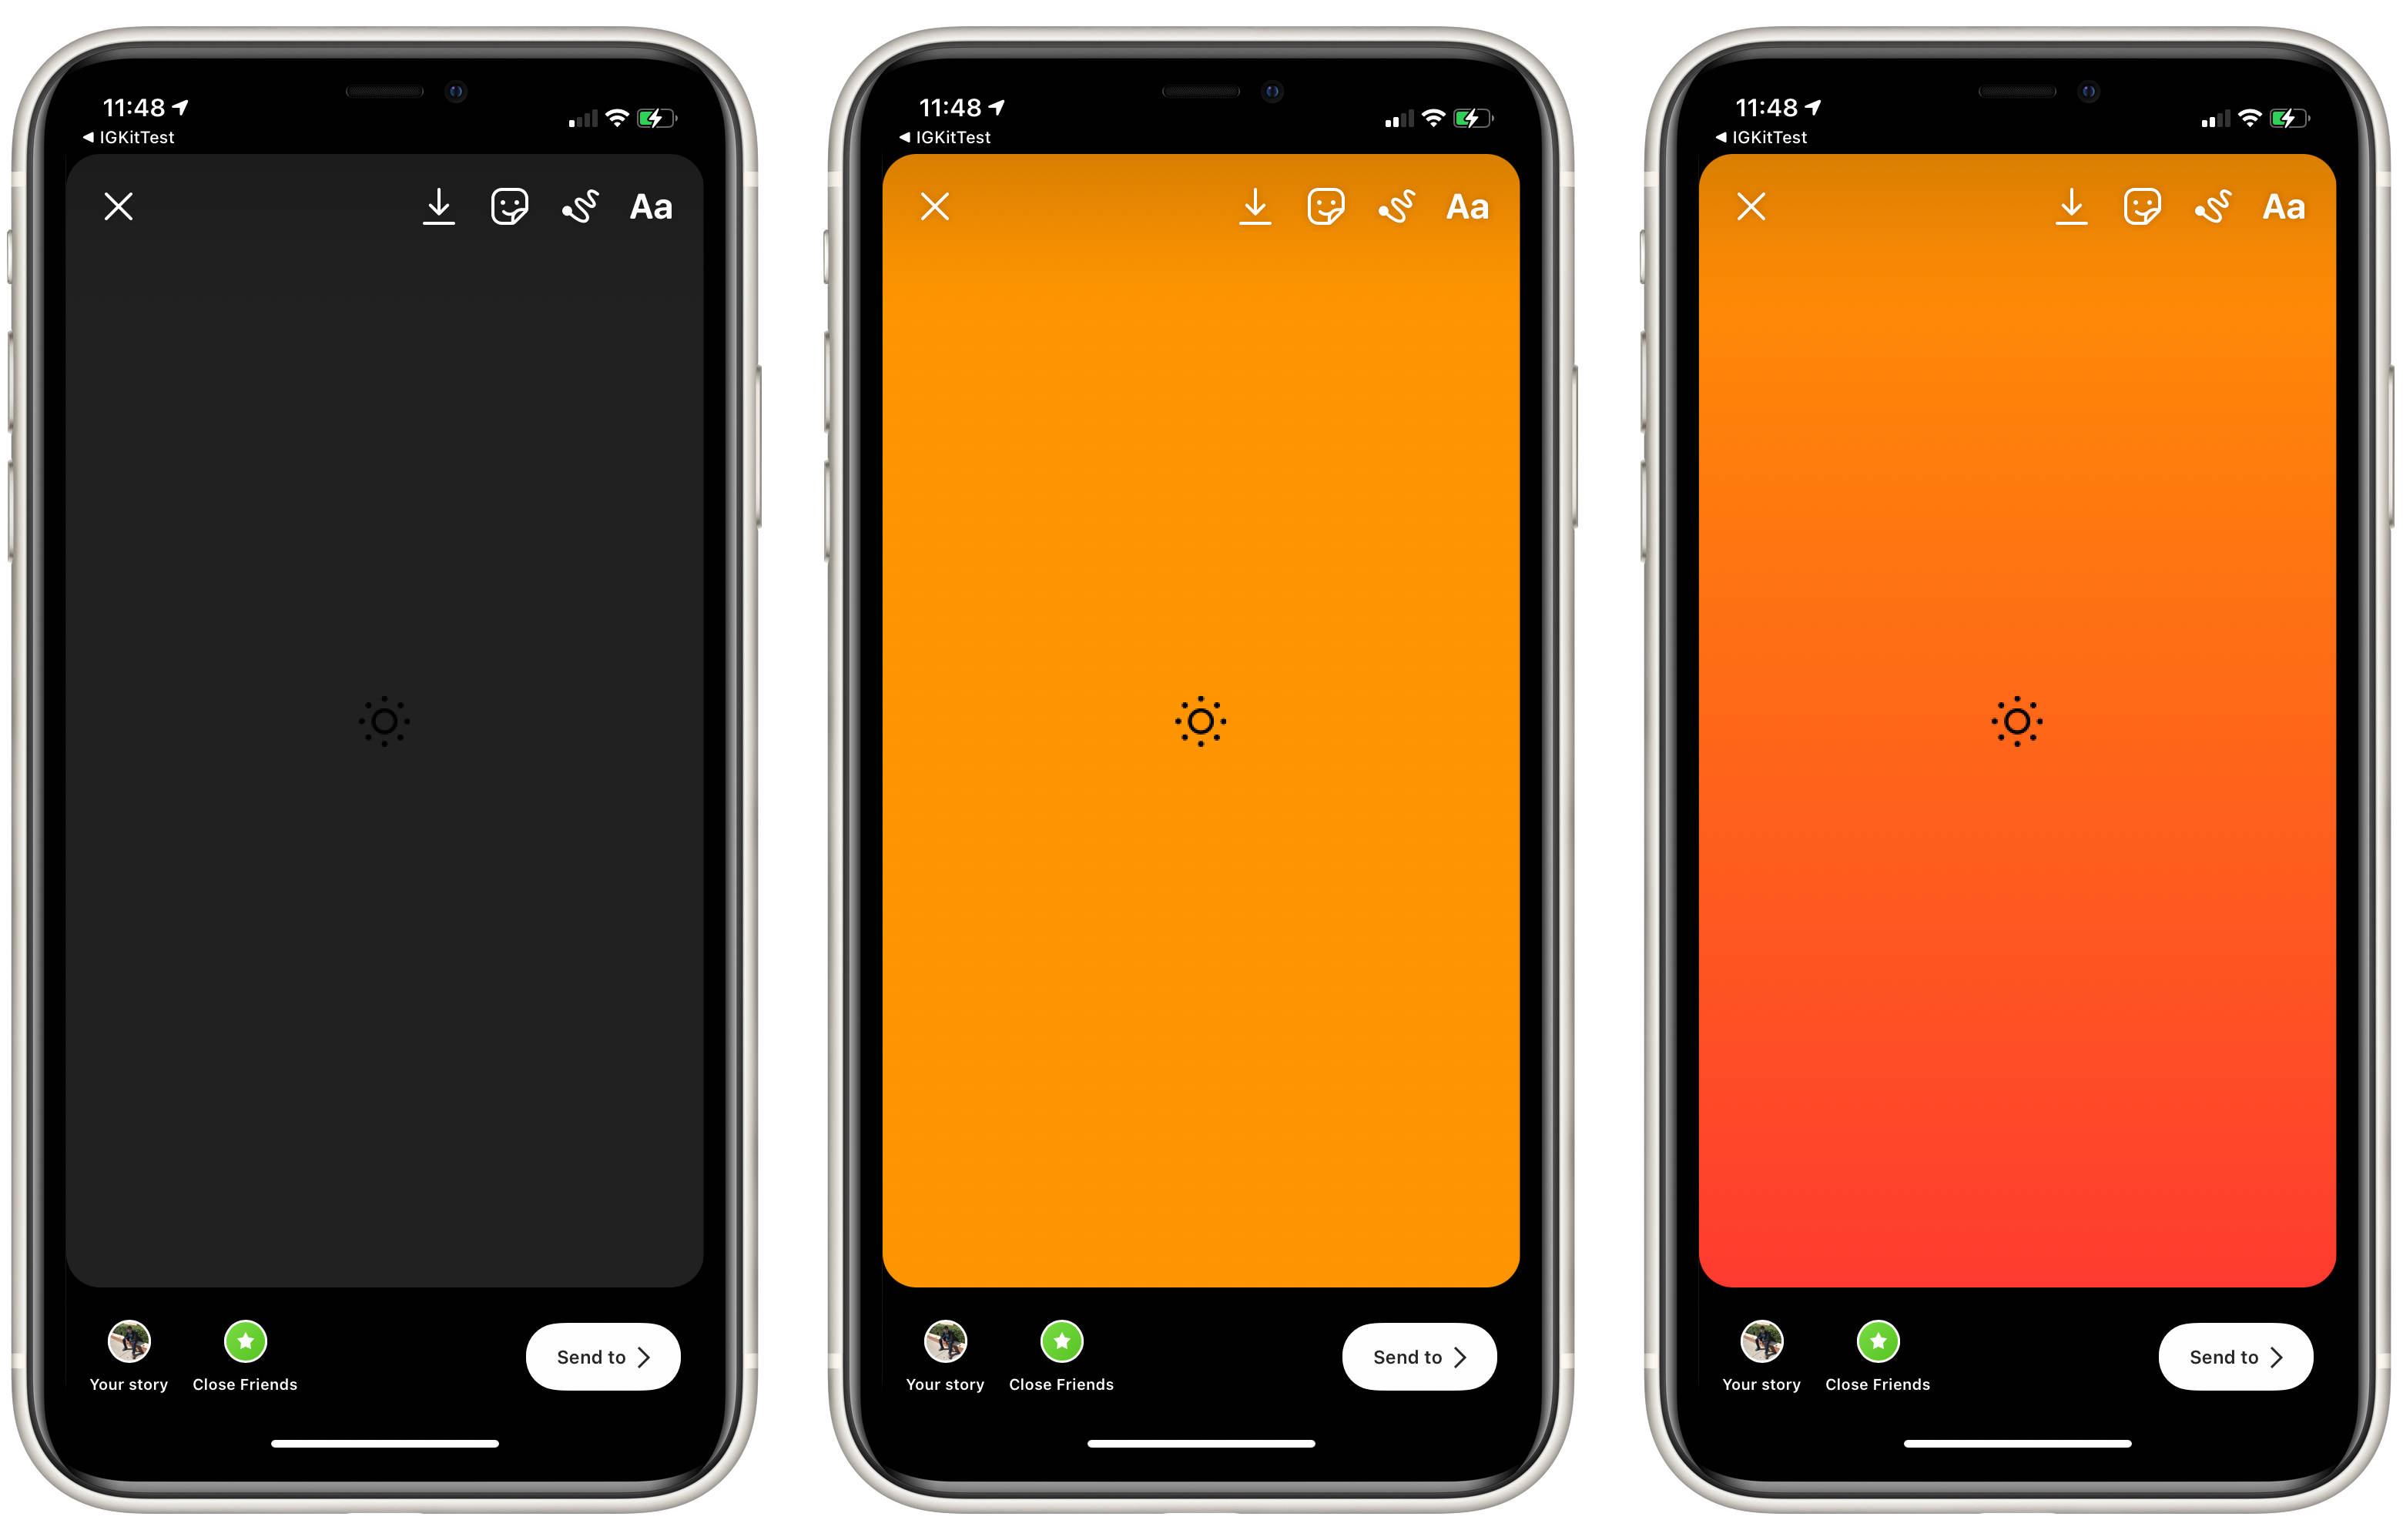 11:48
IGKitTest
Aa
Your story
Close Friends
Send to
11:48
IGKitTest
Aa
Your story
Close Friends
Send to
11:48
IGKitTest
Aa
Your story
Close Friends
Send to